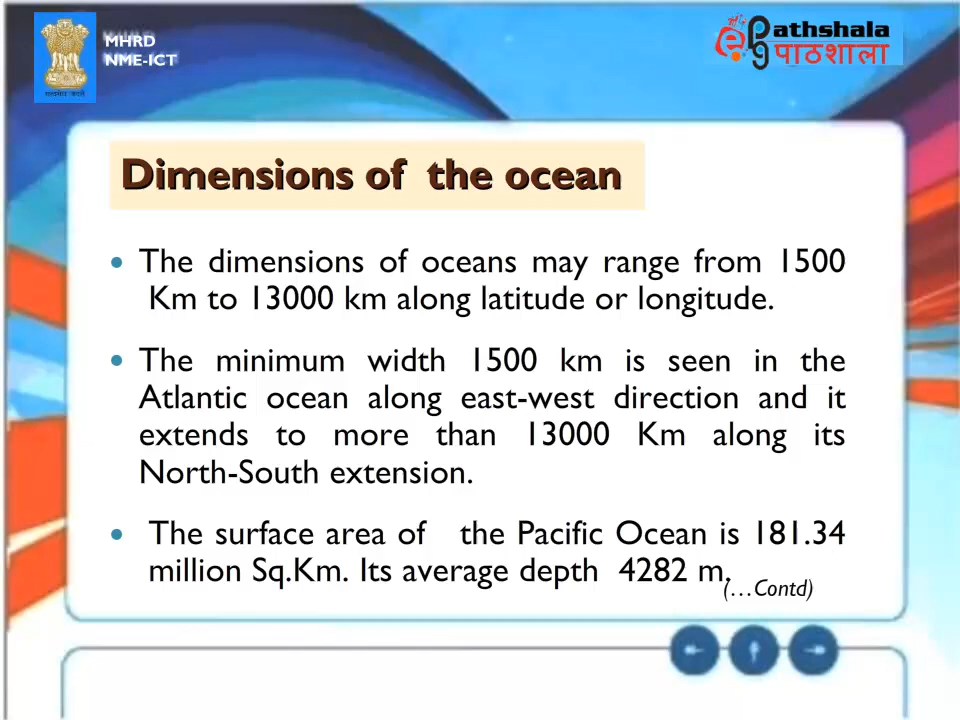 MHRD
NME-ICT
ePG Pathshala
पाठशाला
Dimensions of the ocean
• The dimensions of oceans may range from 1500
Km to 13000 km along latitude or longitude.
• The minimum width 1500 km is seen in the
Atlantic ocean along east-west direction and it
extends to more than 13000 Km along its
North-South extension.
• The surface area of the Pacific Ocean is 181.34
million Sq.Km. Its average depth 4282 m.
(…Contd)